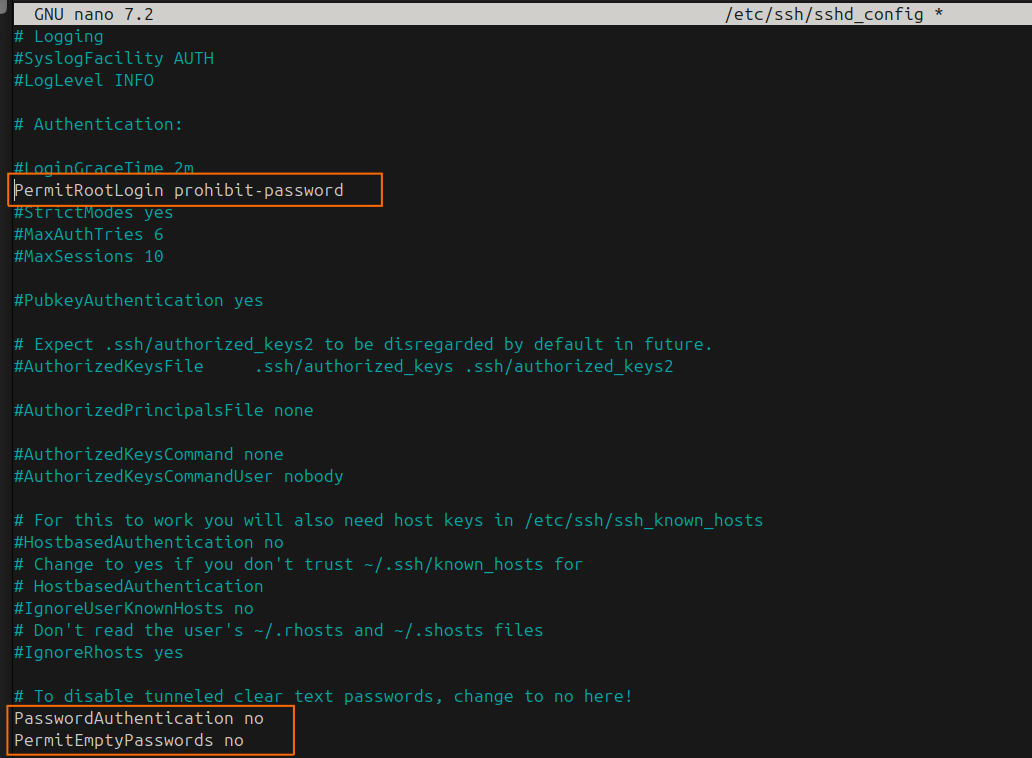 GNU nano 7.2 /etc/ssh/sshd_config *
# Logging
#SyslogFacility AUTH
#LogLevel INFO
# Authentication:
#LoginGraceTime 2m
PermitRootLogin prohibit-password
#StrictModes yes
#MaxAuthTries 6
#MaxSessions 10
#PubkeyAuthentication yes
# Expect .ssh/authorized_keys2 to be disregarded by default in future.
#AuthorizedKeysFile .ssh/authorized_keys .ssh/authorized_keys2
#AuthorizedPrincipalsFile none
#AuthorizedKeysCommand none
#AuthorizedKeysCommandUser nobody
# For this to work you will also need host keys in /etc/ssh/ssh_known_hosts
#HostbasedAuthentication no
# Change to yes if you don't trust ~/.ssh/known_hosts for
# HostbasedAuthentication
#IgnoreUserKnownHosts no
# Don't read the user's ~/.rhosts and ~/.shosts files
#IgnoreRhosts yes
# To disable tunneled clear text passwords, change to no here!
PasswordAuthentication no
PermitEmptyPasswords no